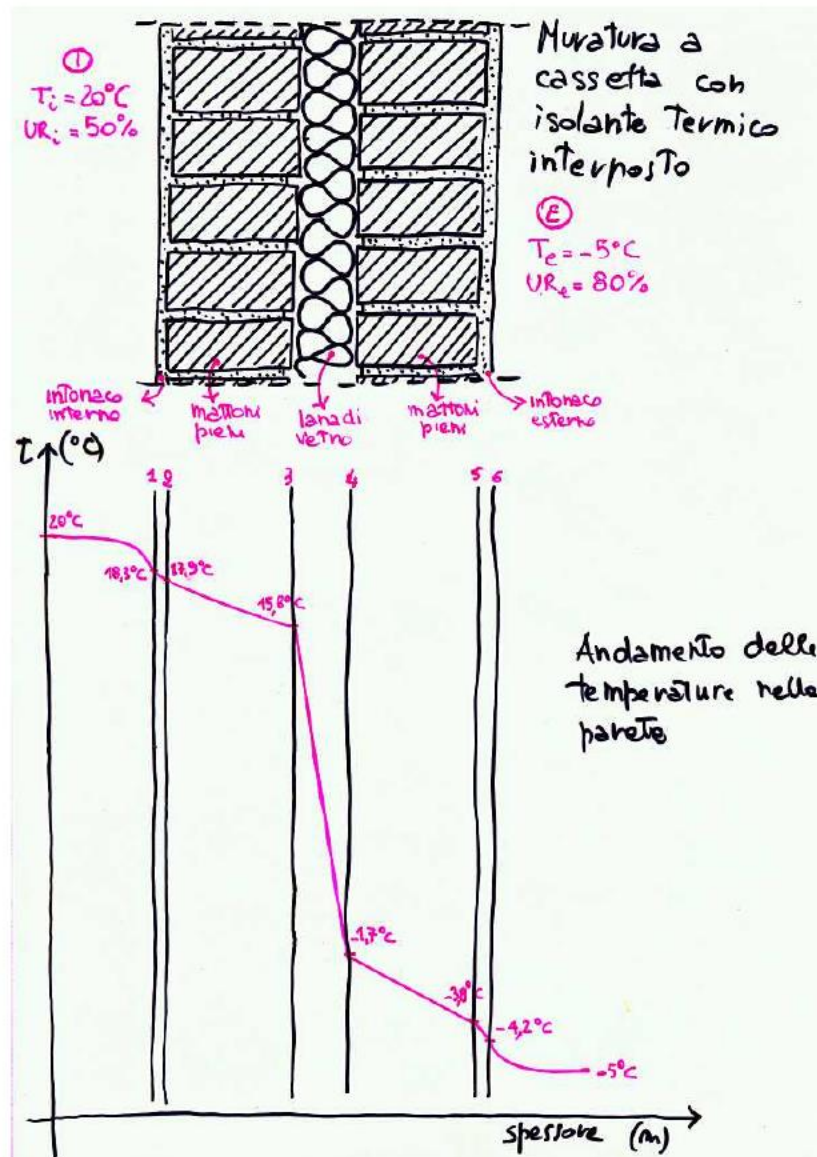 Muratura a
cassetta con
isolante termico
interposto
I
Ti = 20°C
URi = 50%
E
Te = -5°C
URe = 80%
intonaco
interno
mattoni
pieni
lana di
vetro
mattoni
pieni
intonaco
esterno
t (°C)
1 2 3 4 5 6
20°C
18,3°C
17,9°C
15,8°C
-1,7°C
-3,8°C
-4,2°C
-5°C
Andamento delle
temperature nella
parete
spessore (m)